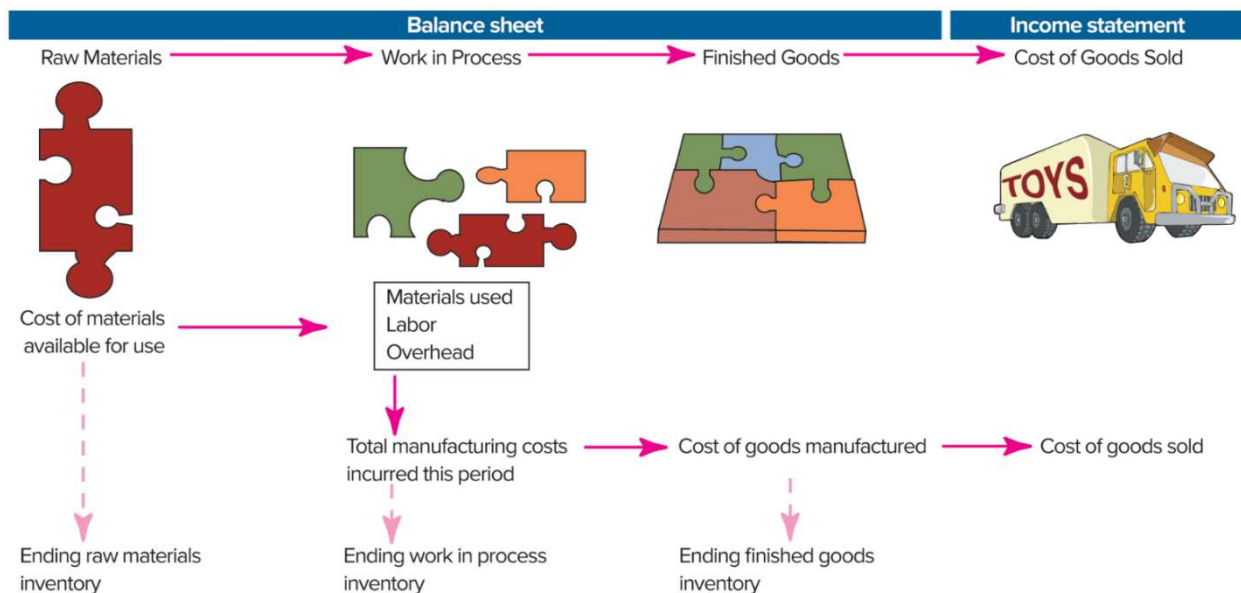 Balance sheet
Income statement
Raw Materials
Work in Process
Finished Goods
Cost of Goods Sold
TOYS
Cost of materials
available for use
Materials used
Labor
Overhead
Total manufacturing costs
incurred this period
Cost of goods manufactured
Cost of goods sold
Ending raw materials
inventory
Ending work in process
inventory
Ending finished goods
inventory